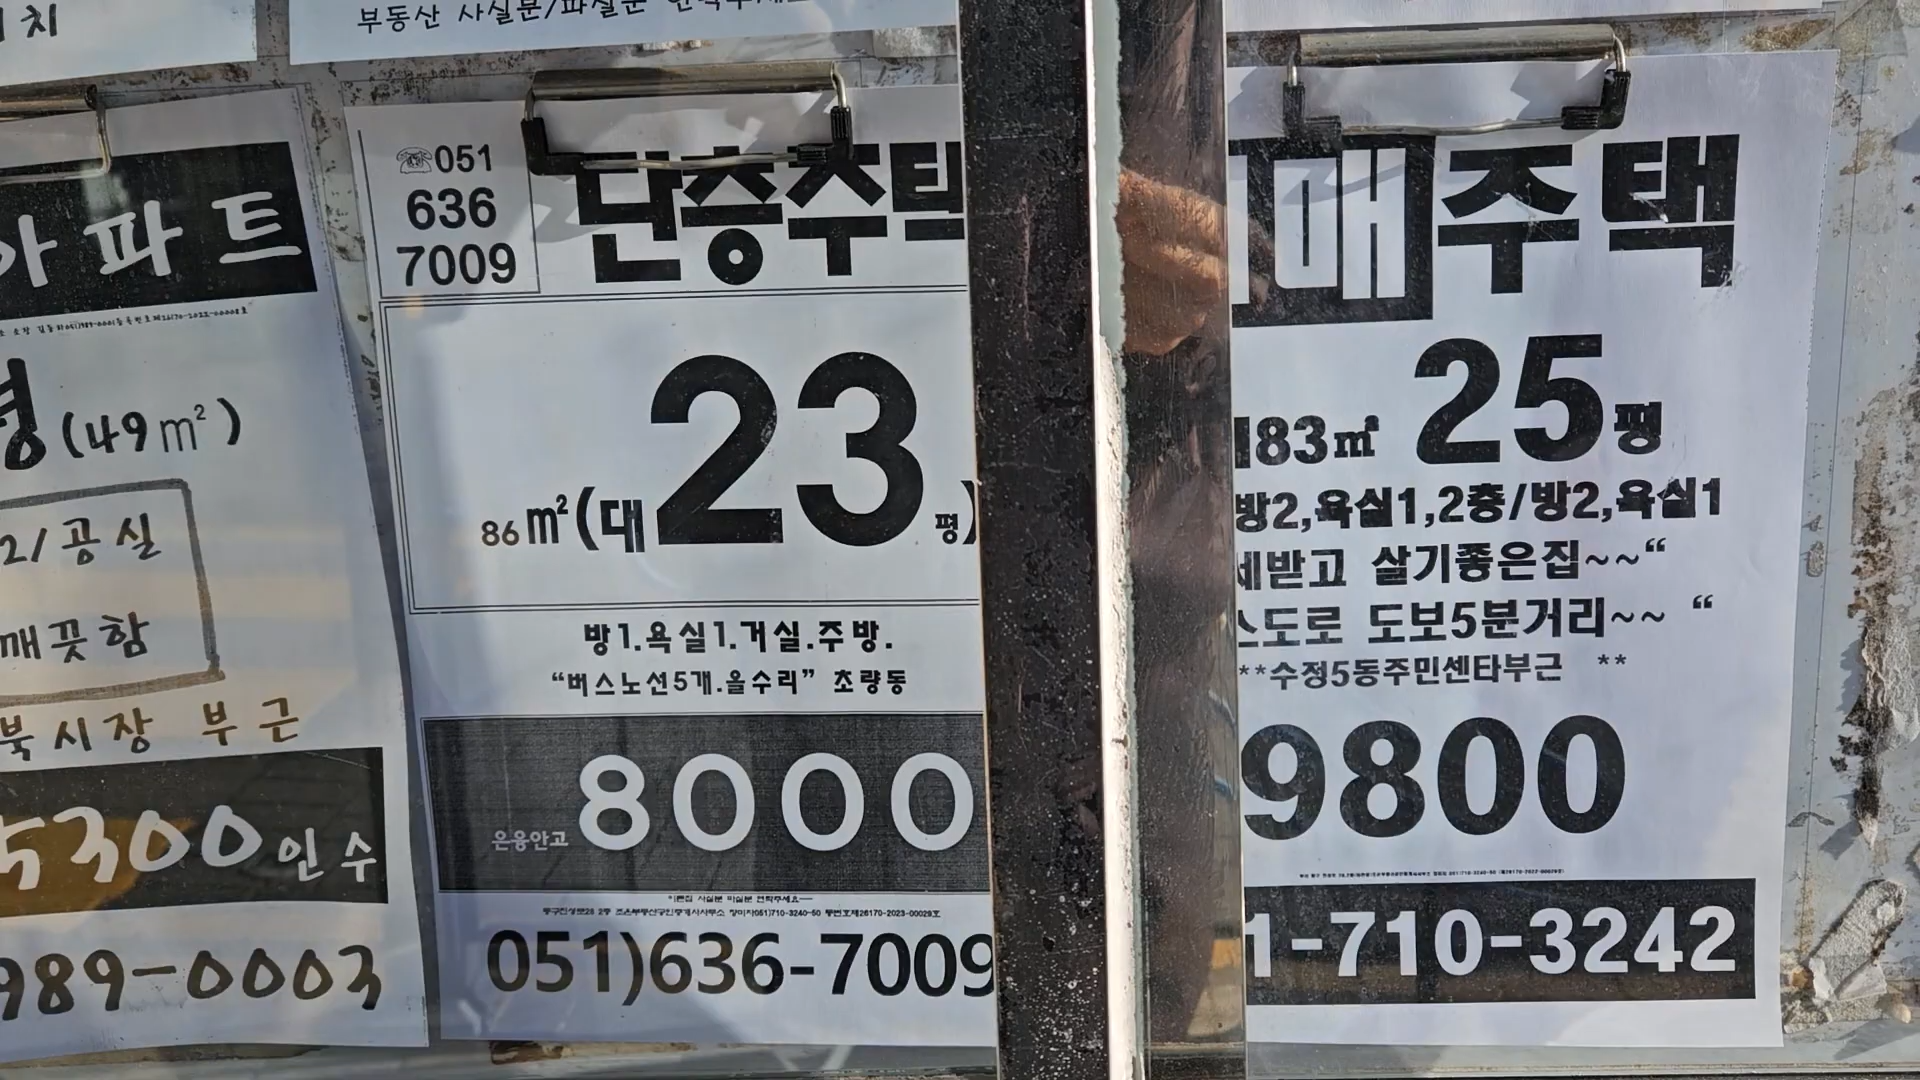 치
부동산 사실분/파실분
아파트
(49㎡)
2/공실
깨끗함
북시장 부근
5300인수
989-0003
☎051
636
7009
단층주택
86㎡(대23평)
방1.욕실1.거실.주방.
“버스노선5개.올수리” 초량동
은융안고 8000
051)636-7009
매주택
83㎡ 25평
방2,욕실1,2층/방2,욕실1
세받고 살기좋은집~~“
도로 도보5분거리~~ “
**수정5동주민센타부근 **
9800
1-710-3242